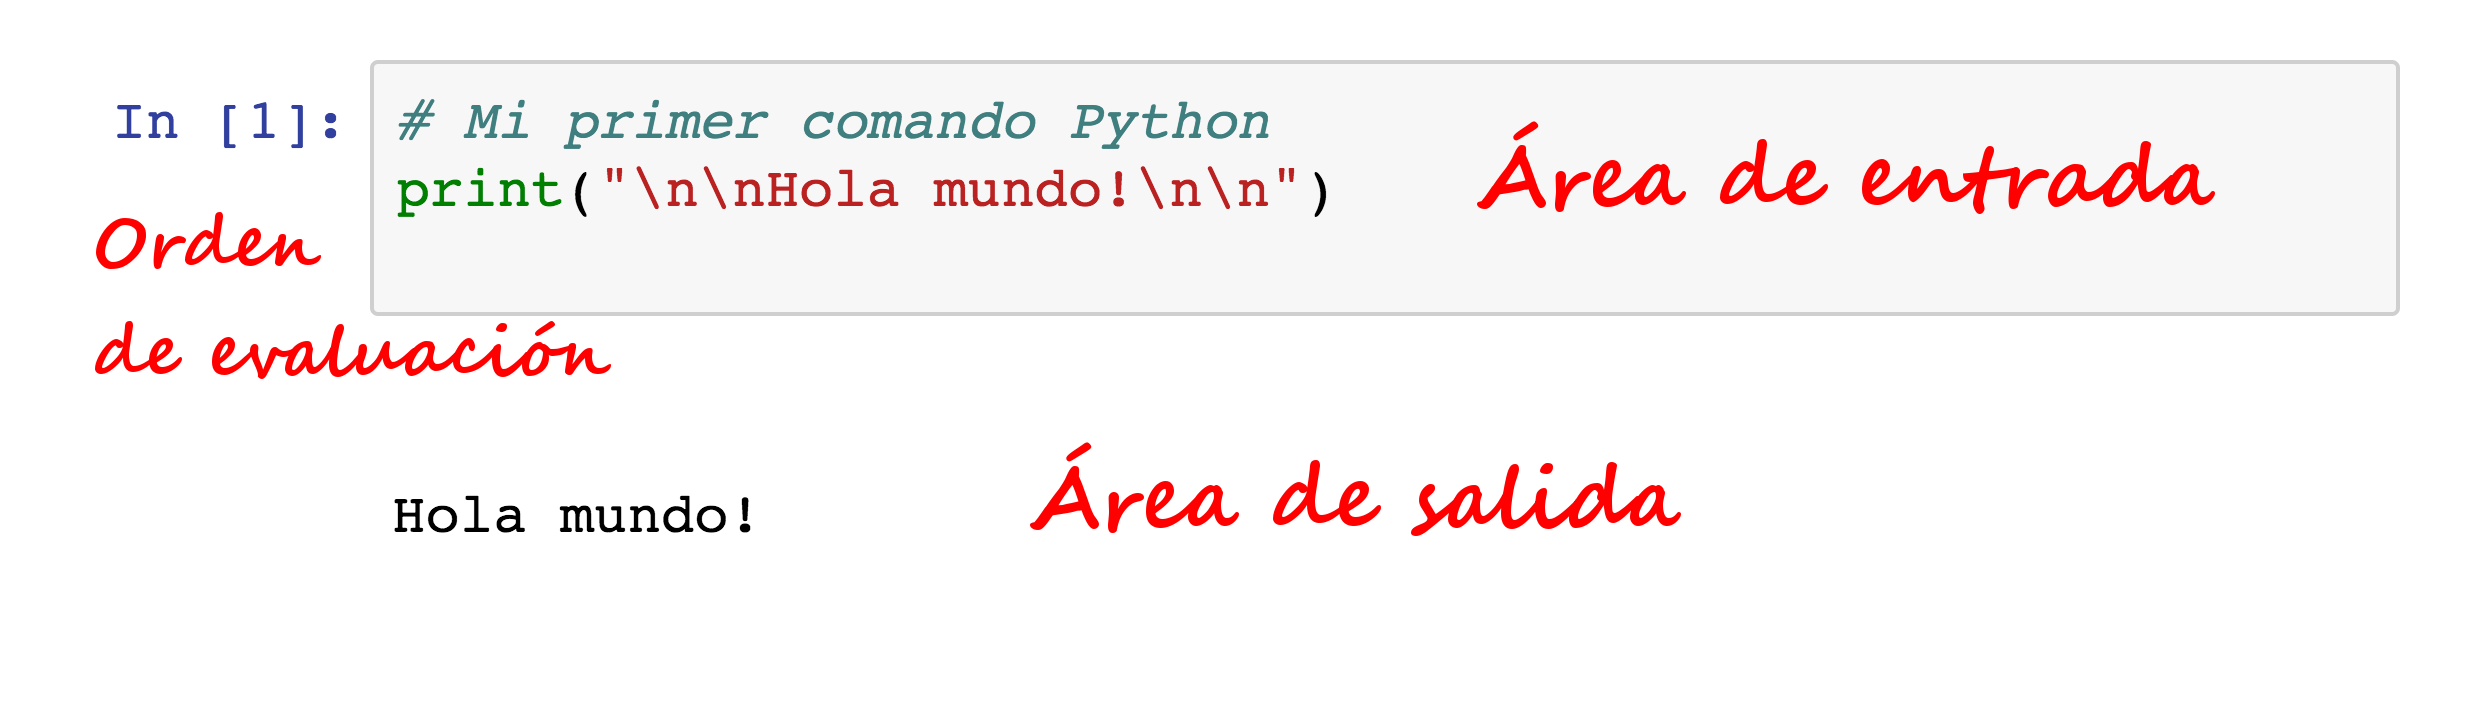 In [1]: # Mi primer comando Python
print("\n\nHola mundo!\n\n")
Área de entrada
Orden
de evaluación
Hola mundo!
Área de salida